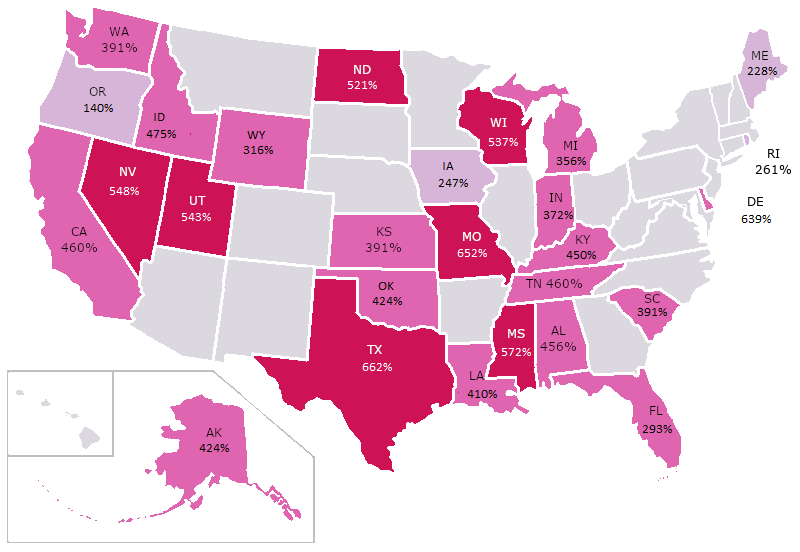 WA
391%
OR
140%
ID
475%
WY
316%
ND
521%
WI
537%
MI
356%
ME
228%
RI
261%
DE
639%
NV
548%
UT
543%
CA
460%
IA
247%
IN
372%
KS
391%
MO
652%
KY
450%
OK
424%
TN 460%
SC
391%
TX
662%
MS
572%
AL
456%
LA
410%
FL
293%
AK
424%